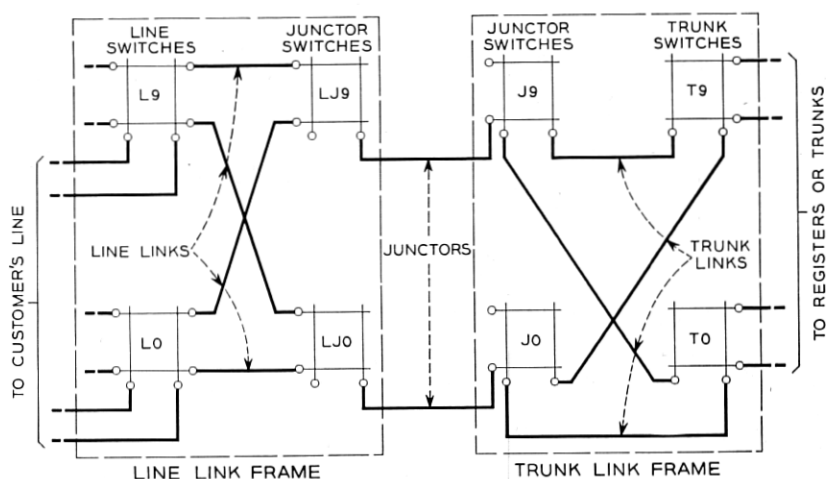 LINE
SWITCHES
JUNCTOR
SWITCHES
JUNCTOR
SWITCHES
TRUNK
SWITCHES
L9
LJ9
J9
T9
TO CUSTOMER'S LINE
LINE LINKS
JUNCTORS
TRUNK
LINKS
TO REGISTERS OR TRUNKS
L0
LJ0
J0
T0
LINE LINK FRAME
TRUNK LINK FRAME